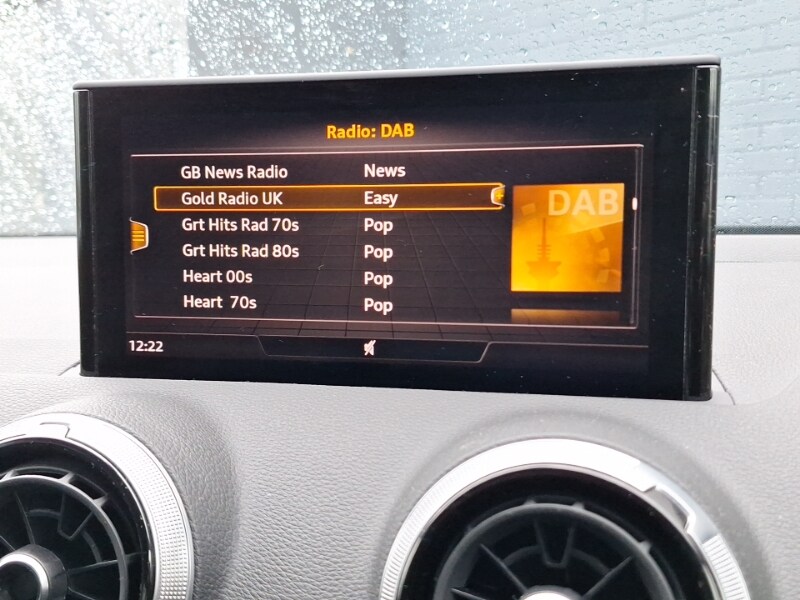 Radio: DAB
GB News Radio News
Gold Radio UK Easy
DAB
Grt Hits Rad 70s Pop
Grt Hits Rad 80s Pop
Heart 00s Pop
Heart 70s Pop
12:22